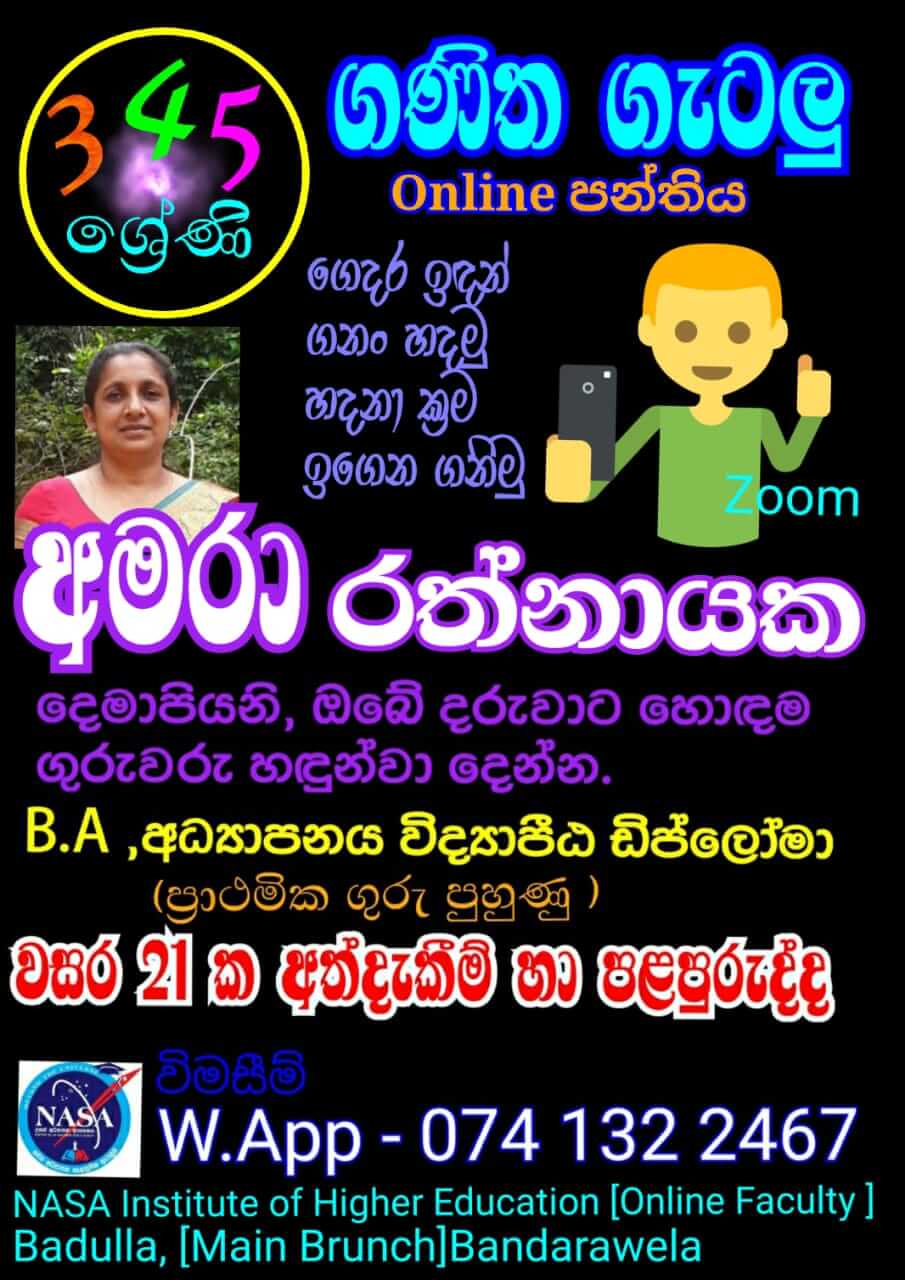 3 4 5
ශ්‍රේණි
ගණිත ගැටලු
Online පන්තිය
ගෙදර ඉඳන්
ගනං හදමු
හදනා ක්‍රම
ඉගෙන ගනිමු
Zoom
අමරා රත්නායක
දෙමාපියනි, ඔබේ දරුවාට හොඳම
ගුරුවරු හඳුන්වා දෙන්න.
B.A ,අධ්‍යාපනය විද්‍යාපීඨ ඩිප්ලෝමා
(ප්‍රාථමික ගුරු පුහුණු )
වසර 21 ක අත්දැකීම් හා පළපුරුද්ද
විමසීම්
NASA
W.App - 074 132 2467
NASA Institute of Higher Education [Online Faculty ]
Badulla, [Main Brunch]Bandarawela